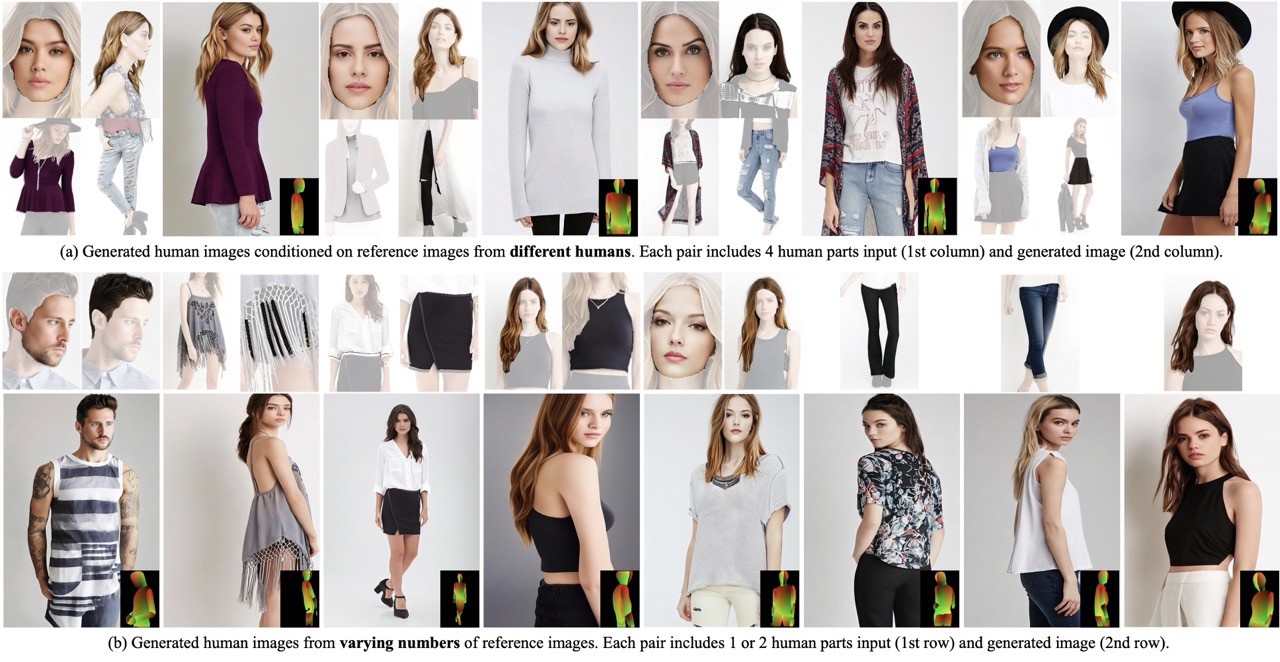 (a) Generated human images conditioned on reference images from different humans. Each pair includes 4 human parts input (1st column) and generated image (2nd column).
(b) Generated human images from varying numbers of reference images. Each pair includes 1 or 2 human parts input (1st row) and generated image (2nd row).